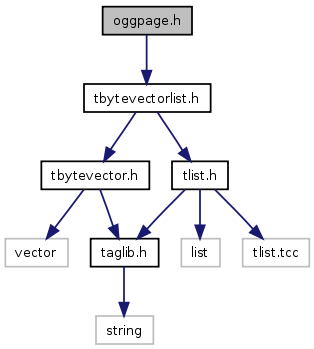 oggpage.h
tbytevectorlist.h
tbytevector.h
tlist.h
vector
taglib.h
list
tlist.tcc
string